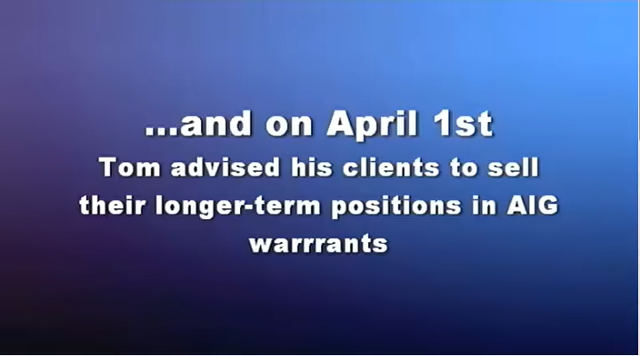 ...and on April 1st
Tom advised his clients to sell
their longer-term positions in AIG
warrrants